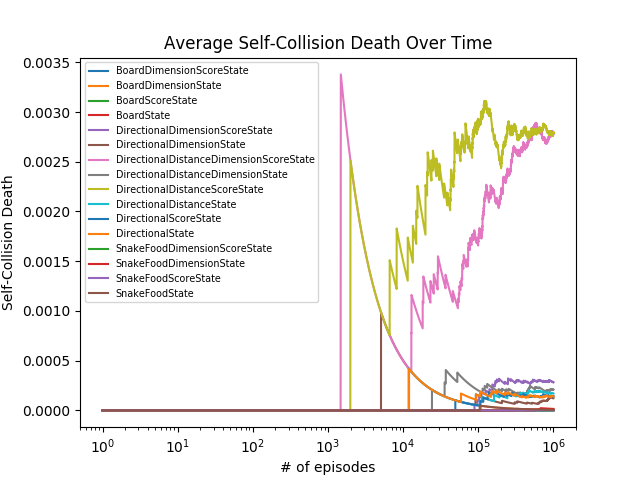 Average Self-Collision Death Over Time
Self-Collision Death
0.0035
0.0030
0.0025
0.0020
0.0015
0.0010
0.0005
0.0000
BoardDimensionScoreState
BoardDimensionState
BoardScoreState
BoardState
DirectionalDimensionScoreState
DirectionalDimensionState
DirectionalDistanceDimensionScoreState
DirectionalDistanceDimensionState
DirectionalDistanceScoreState
DirectionalDistanceState
DirectionalScoreState
DirectionalState
SnakeFoodDimensionScoreState
SnakeFoodDimensionState
SnakeFoodScoreState
SnakeFoodState
10⁰ 10¹ 10² 10³ 10⁴ 10⁵ 10⁶
# of episodes